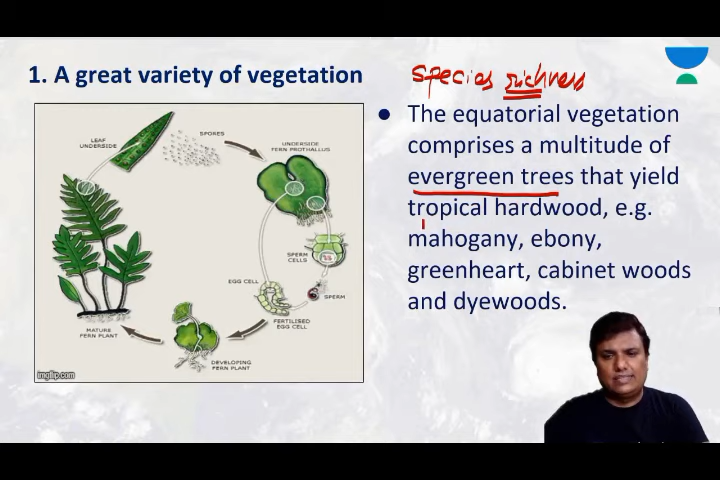 1. A great variety of vegetation
species richness
LEAF
UNDERSIDE
SPORES
UNDERSIDE
FERN PROTHALLUS
SPERM
CELLS
EGG CELL
SPERM
FERTILISED
EGG CELL
MATURE
FERN PLANT
DEVELOPING
FERN PLANT
imgflip.com
● The equatorial vegetation
comprises a multitude of
evergreen trees that yield
tropical hardwood, e.g.
mahogany, ebony,
greenheart, cabinet woods
and dyewoods.